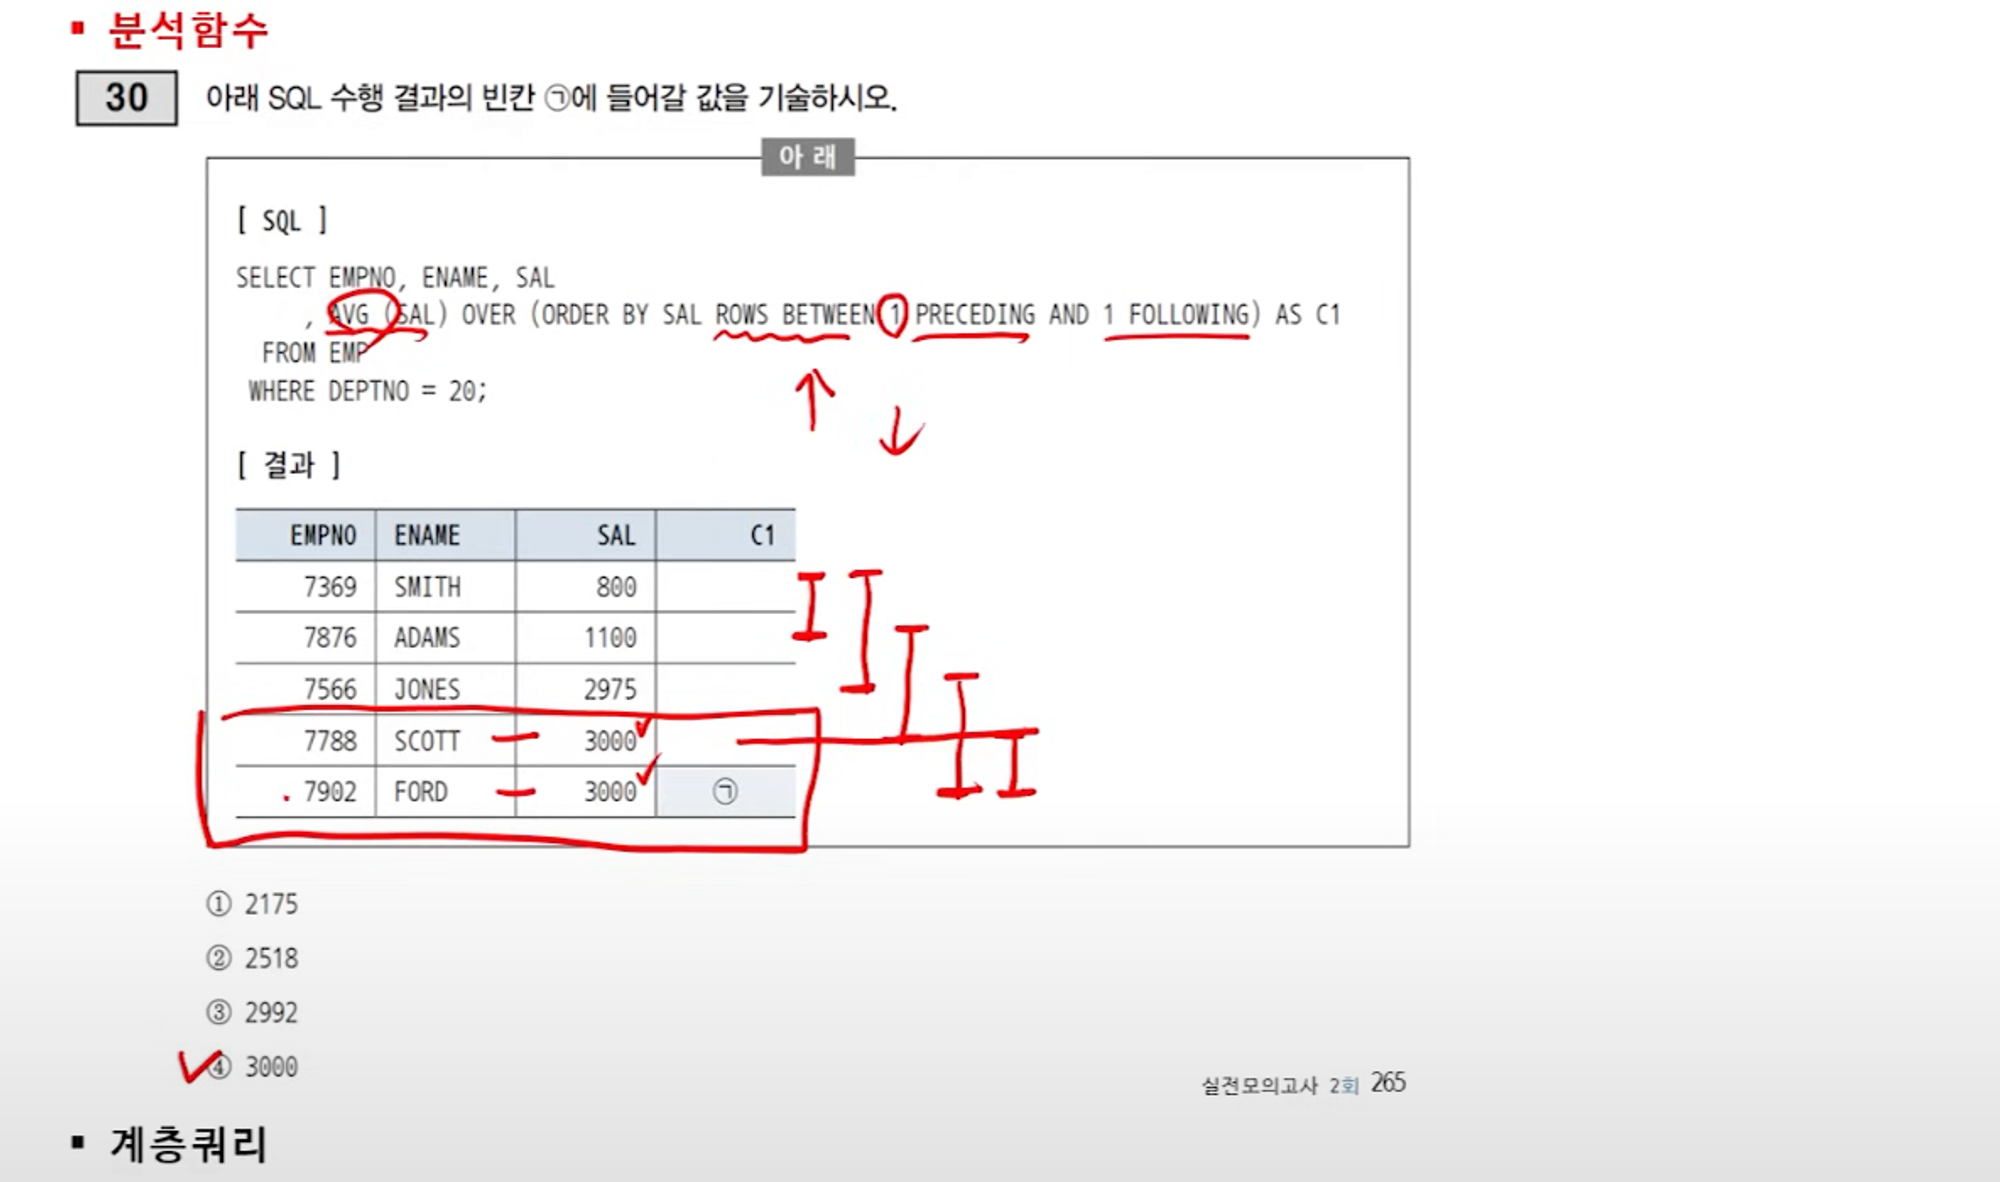 ▪ 분석함수
30 아래 SQL 수행 결과의 빈칸 ㉠에 들어갈 값을 기술하시오.
아 래
[ SQL ]
SELECT EMPNO, ENAME, SAL
, AVG (SAL) OVER (ORDER BY SAL ROWS BETWEEN 1 PRECEDING AND 1 FOLLOWING) AS C1
FROM EMP
WHERE DEPTNO = 20;
[ 결과 ]
EMPNO ENAME SAL C1
7369 SMITH 800
7876 ADAMS 1100
7566 JONES 2975
7788 SCOTT 3000
7902 FORD 3000 ㉠
① 2175
② 2518
③ 2992
④ 3000
실전모의고사 2회 265
▪ 계층쿼리